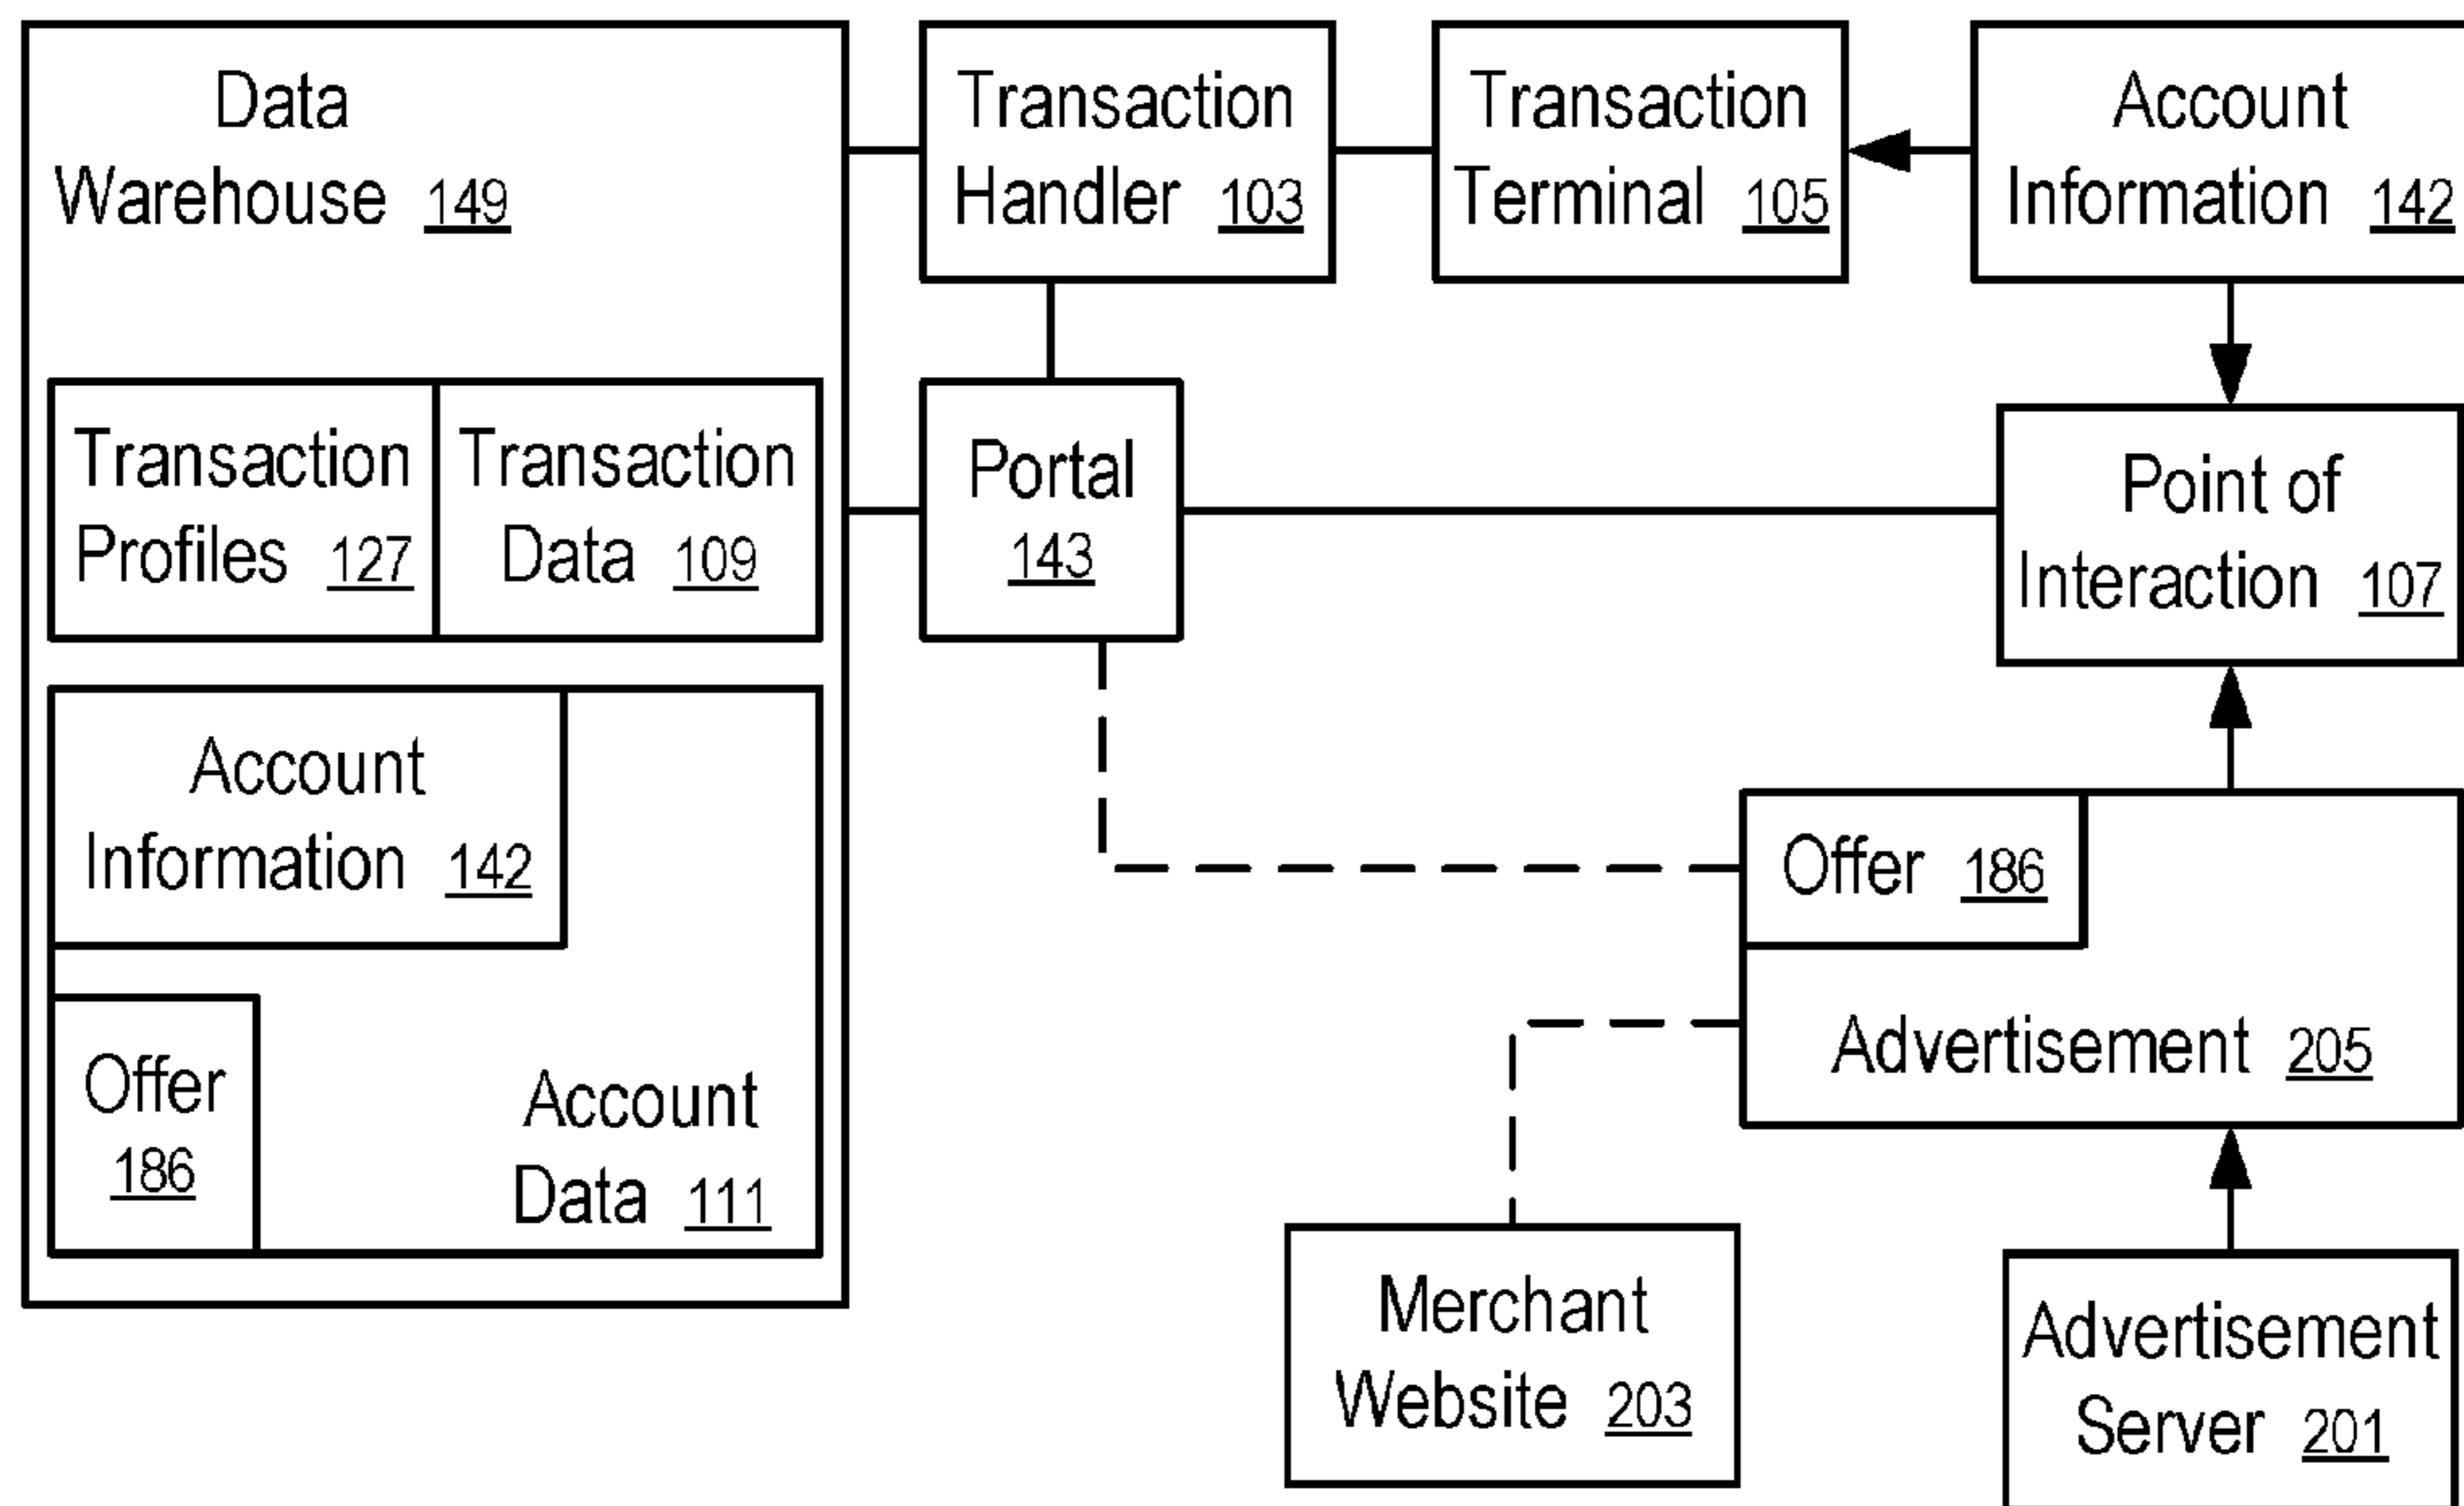 Data
Warehouse 149
Transaction
Handler 103
Transaction
Terminal 105
Account
Information 142
Transaction
Profiles 127
Transaction
Data 109
Portal
143
Point of
Interaction 107
Account
Information 142
Offer 186
Offer
186
Account
Data 111
Advertisement 205
Merchant
Website 203
Advertisement
Server 201